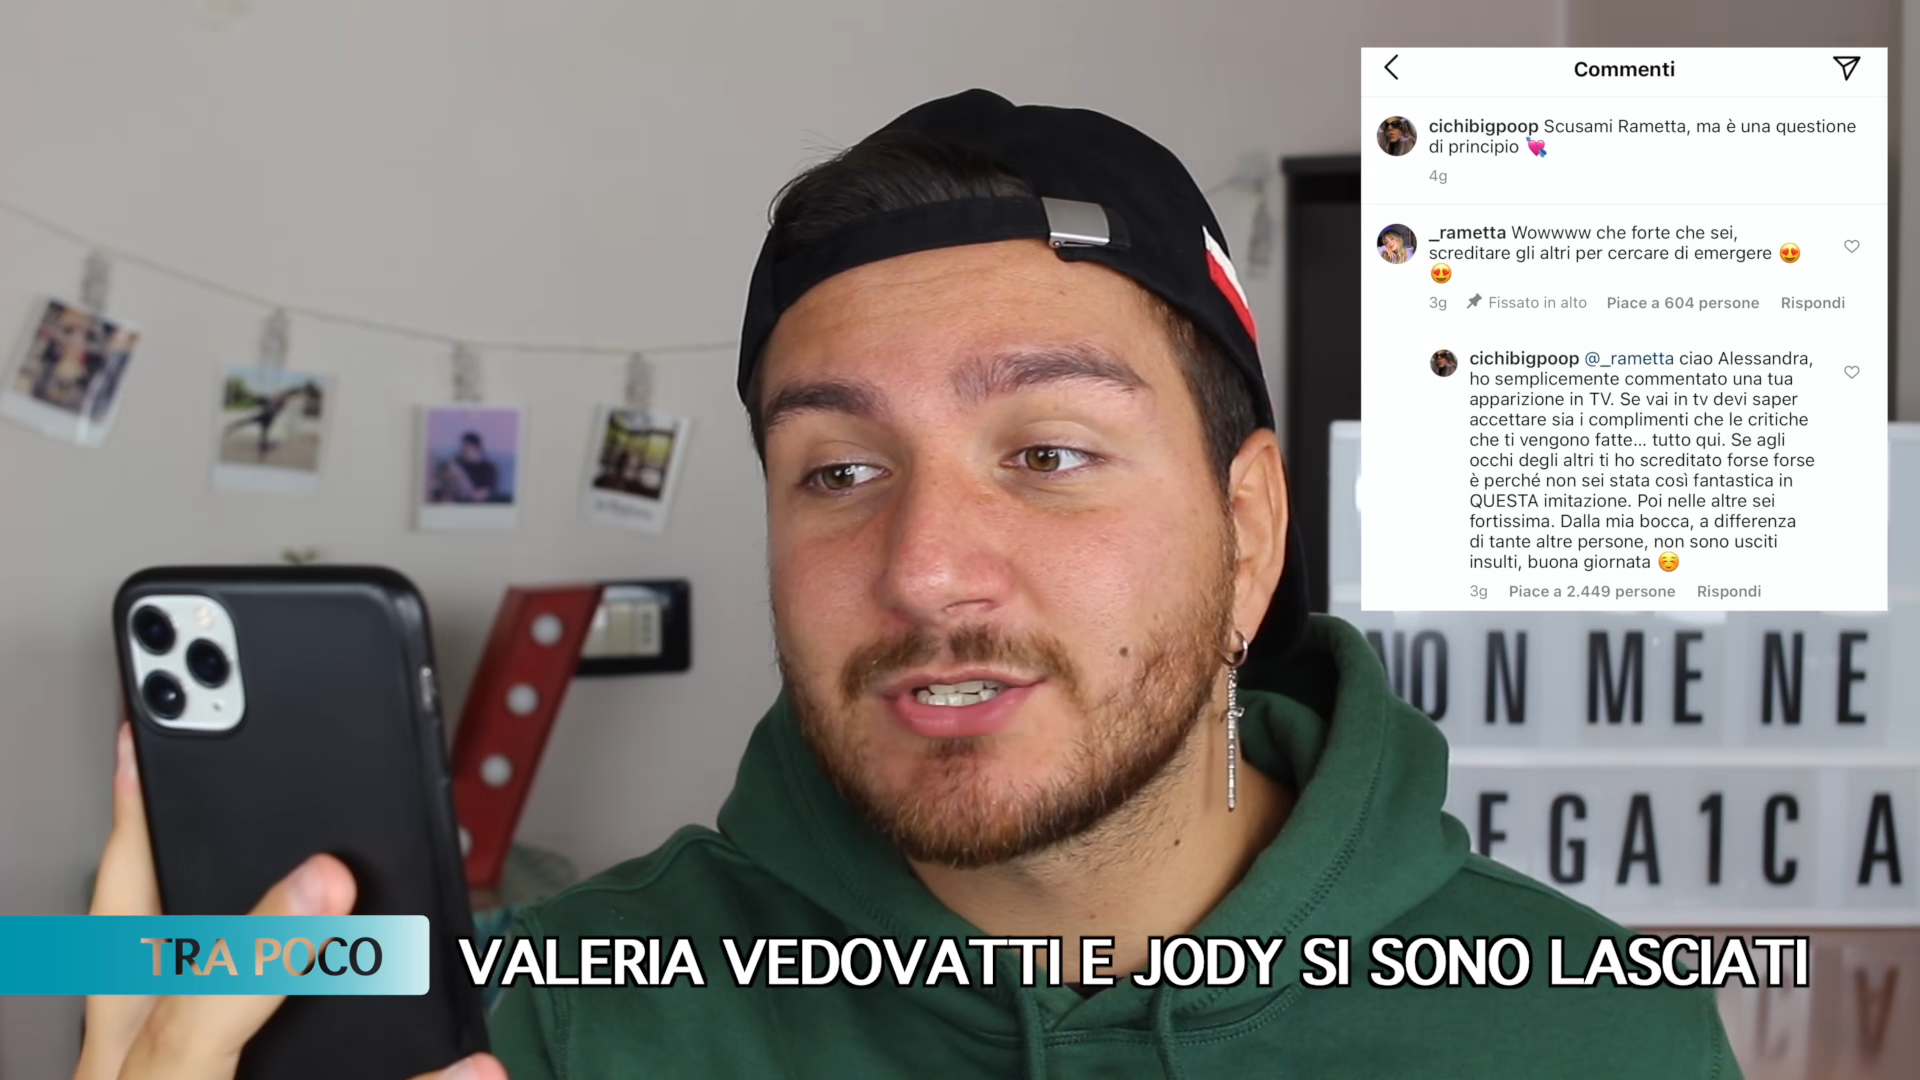 Commenti
cichibigpoop Scusami Rametta, ma è una questione
di principio 💘
4g
_rametta Wowwww che forte che sei,
screditare gli altri per cercare di emergere 😍
😍
3g Fissato in alto Piace a 604 persone Rispondi
cichibigpoop @_rametta ciao Alessandra,
ho semplicemente commentato una tua
apparizione in TV. Se vai in tv devi saper
accettare sia i complimenti che le critiche
che ti vengono fatte... tutto qui. Se agli
occhi degli altri ti ho screditato forse forse
è perché non sei stata così fantastica in
QUESTA imitazione. Poi nelle altre sei
fortissima. Dalla mia bocca, a differenza
di tante altre persone, non sono usciti
insulti, buona giornata ☺️
3g Piace a 2.449 persone Rispondi
NON ME NE
FGA1CA
TRA POCO VALERIA VEDOVATTI E JODY SI SONO LASCIATI